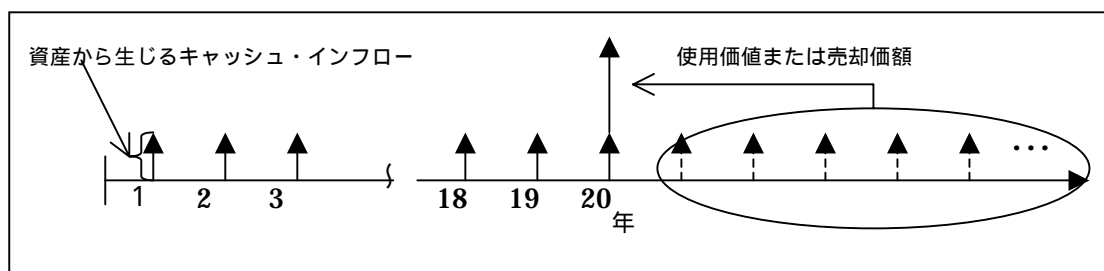 資産から生じるキャッシュ・インフロー
使用価値または売却価額
…
1 2 3 18 19 20
年